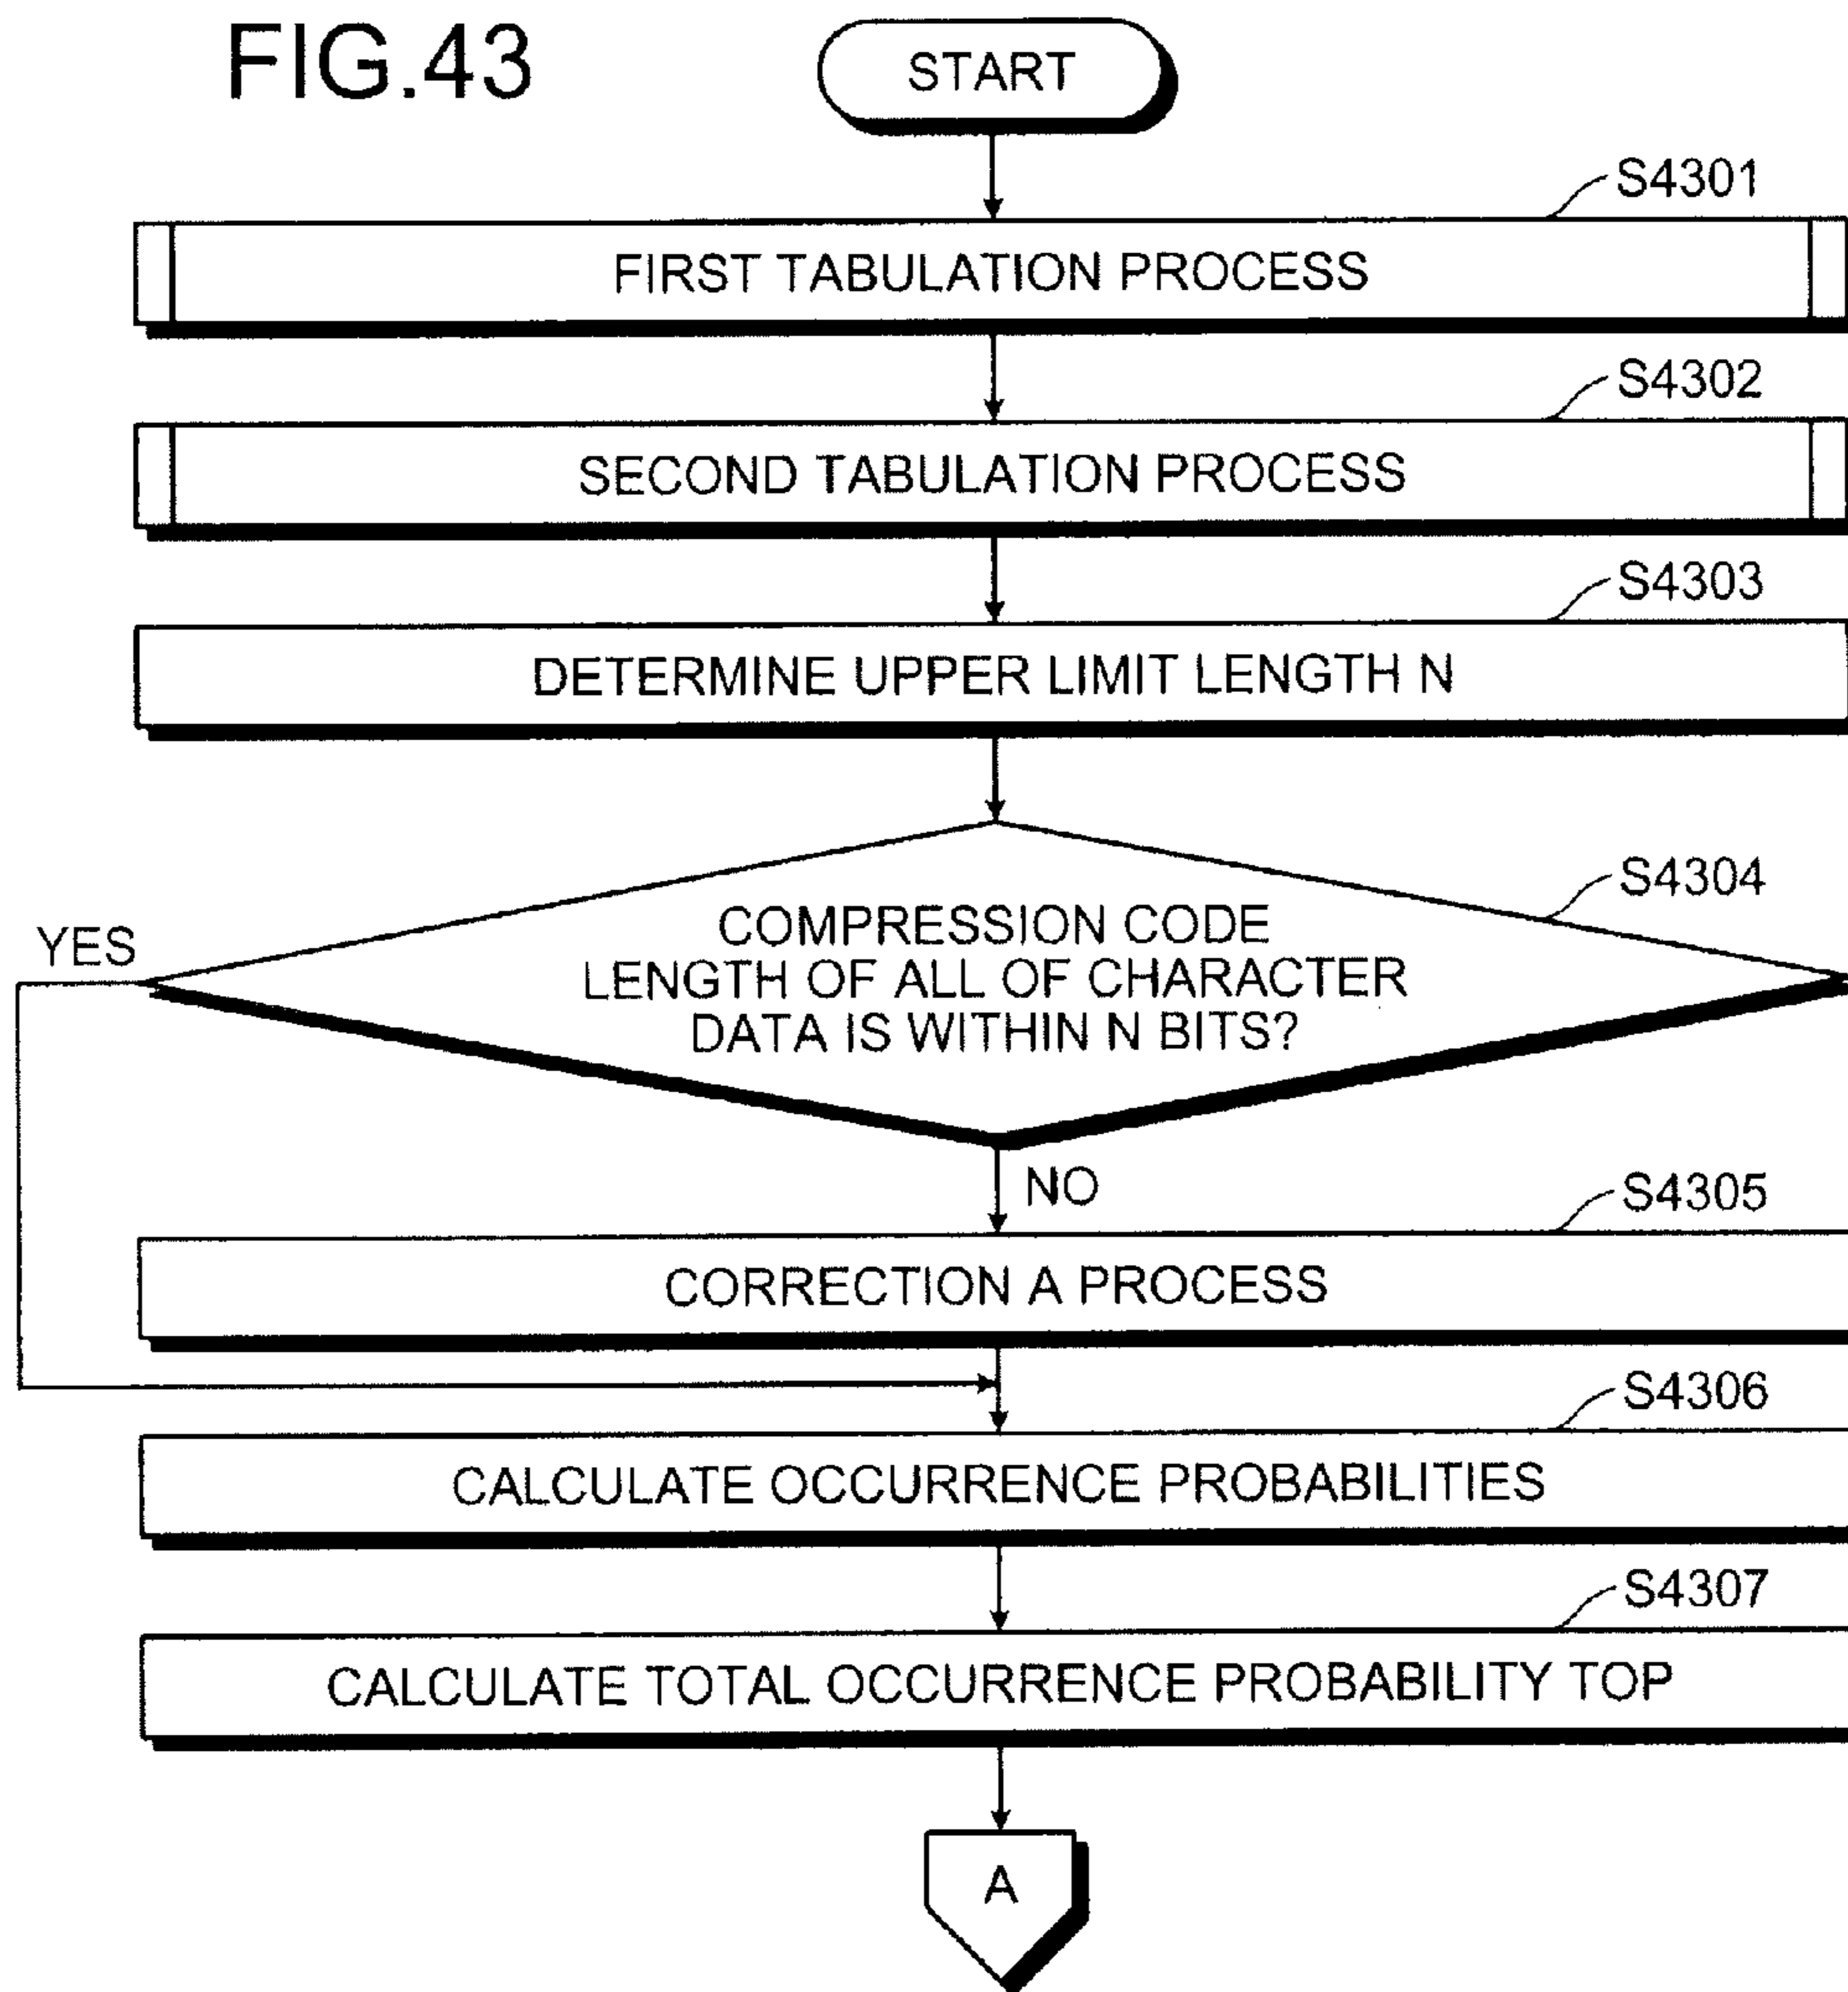 FIG.43
START
S4301
FIRST TABULATION PROCESS
S4302
SECOND TABULATION PROCESS
S4303
DETERMINE UPPER LIMIT LENGTH N
S4304
YES
COMPRESSION CODE
LENGTH OF ALL OF CHARACTER
DATA IS WITHIN N BITS?
NO
S4305
CORRECTION A PROCESS
S4306
CALCULATE OCCURRENCE PROBABILITIES
S4307
CALCULATE TOTAL OCCURRENCE PROBABILITY TOP
A